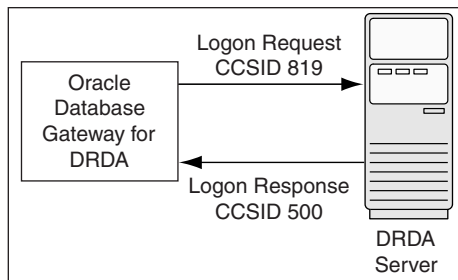 Logon Request
CCSID 819
Oracle
Database
Gateway for
DRDA
Logon Response
CCSID 500
DRDA
Server